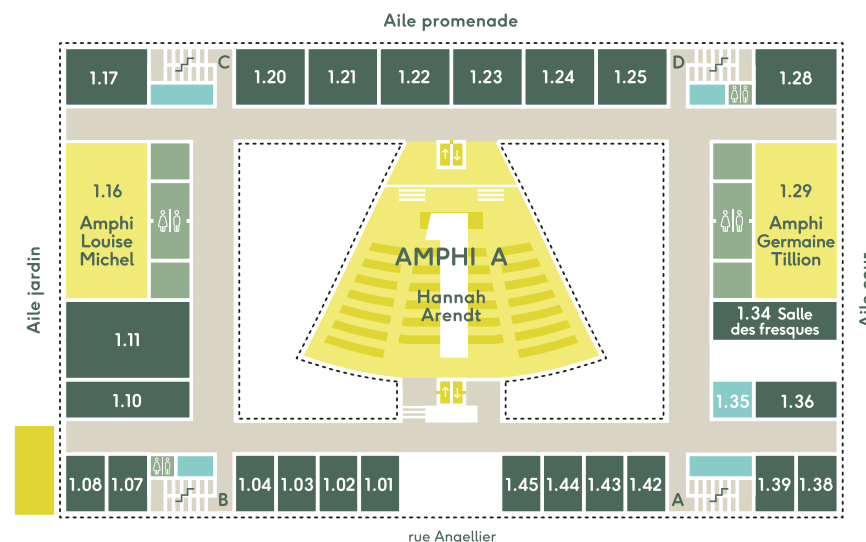 Aile promenade
1.17
C
1.20
1.21
1.22
1.23
1.24
1.25
D
1.28
1.16
Amphi
Louise
Michel
1
AMPHI A
Hannah
Arendt
1.29
Amphi
Germaine
Tillion
Aile jardin
1.11
1.34 Salle
des fresques
1.10
1.35
1.36
1.08
1.07
B
1.04
1.03
1.02
1.01
1.45
1.44
1.43
1.42
A
1.39
1.38
rue Angellier